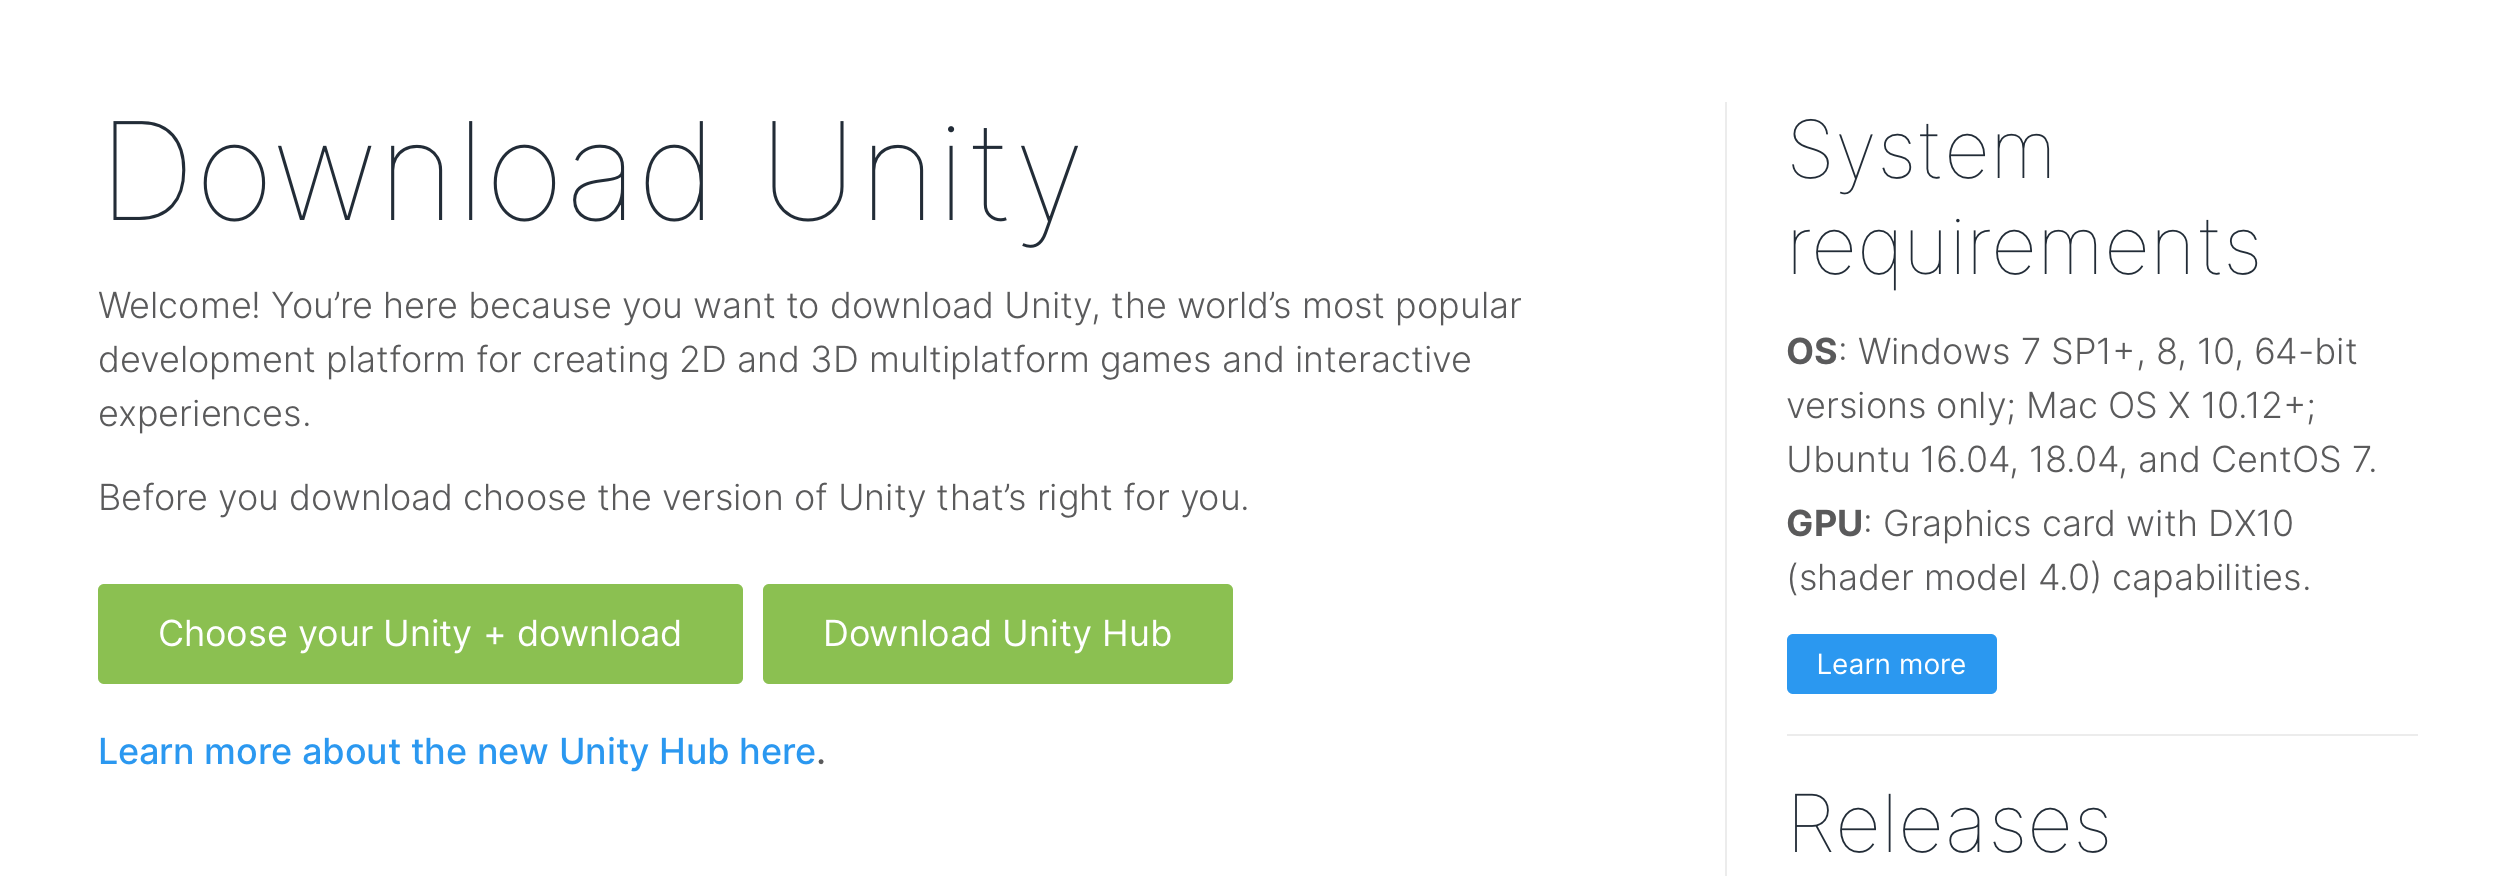 Download Unity
Welcome! You’re here because you want to download Unity, the world’s most popular
development platform for creating 2D and 3D multiplatform games and interactive
experiences.
Before you download choose the version of Unity that’s right for you.
Choose your Unity + download
Download Unity Hub
Learn more about the new Unity Hub here.
System
requirements
OS: Windows 7 SP1+, 8, 10, 64-bit
versions only; Mac OS X 10.12+;
Ubuntu 16.04, 18.04, and CentOS 7.
GPU: Graphics card with DX10
(shader model 4.0) capabilities.
Learn more
Releases